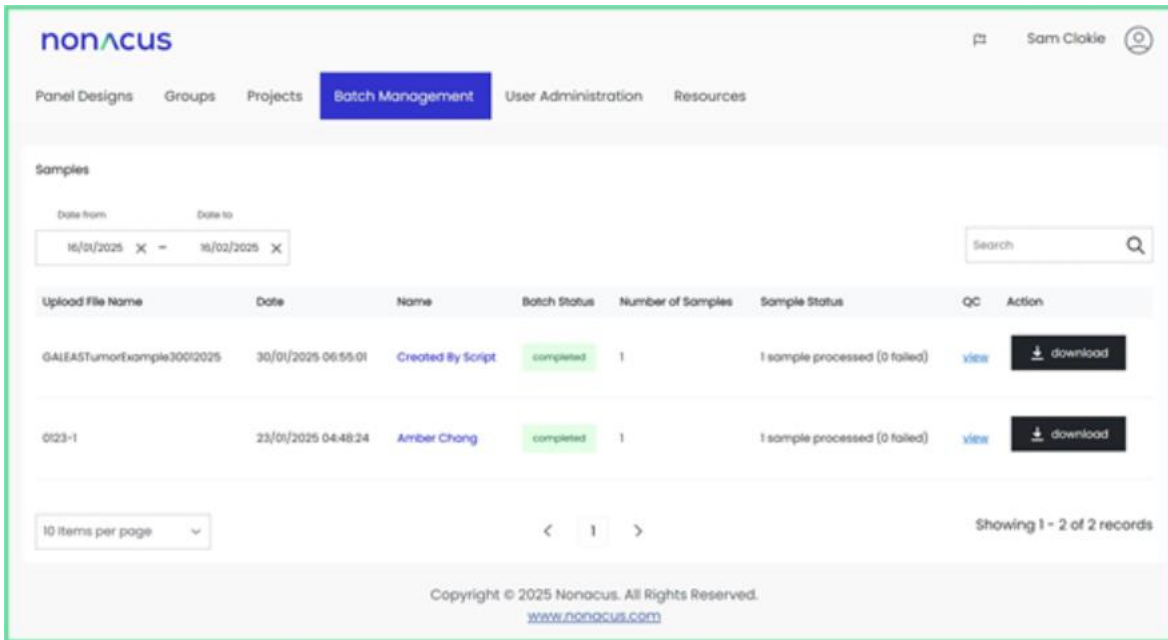 nonacus
Sam Clokie
Panel Designs Groups Projects Batch Management User Administration Resources
Samples
Date from Date to
16/01/2025 – 16/02/2025
Search
Upload File Name Date Name Batch Status Number of Samples Sample Status QC Action
GALEASTumorExample30012025 30/01/2025 06:55:01 Created By Script completed 1 1 sample processed (0 failed) view download
0123-1 23/01/2025 04:48:24 Amber Chang completed 1 1 sample processed (0 failed) view download
10 Items per page 1 Showing 1 - 2 of 2 records
Copyright © 2025 Nonacus. All Rights Reserved.
www.nonacus.com